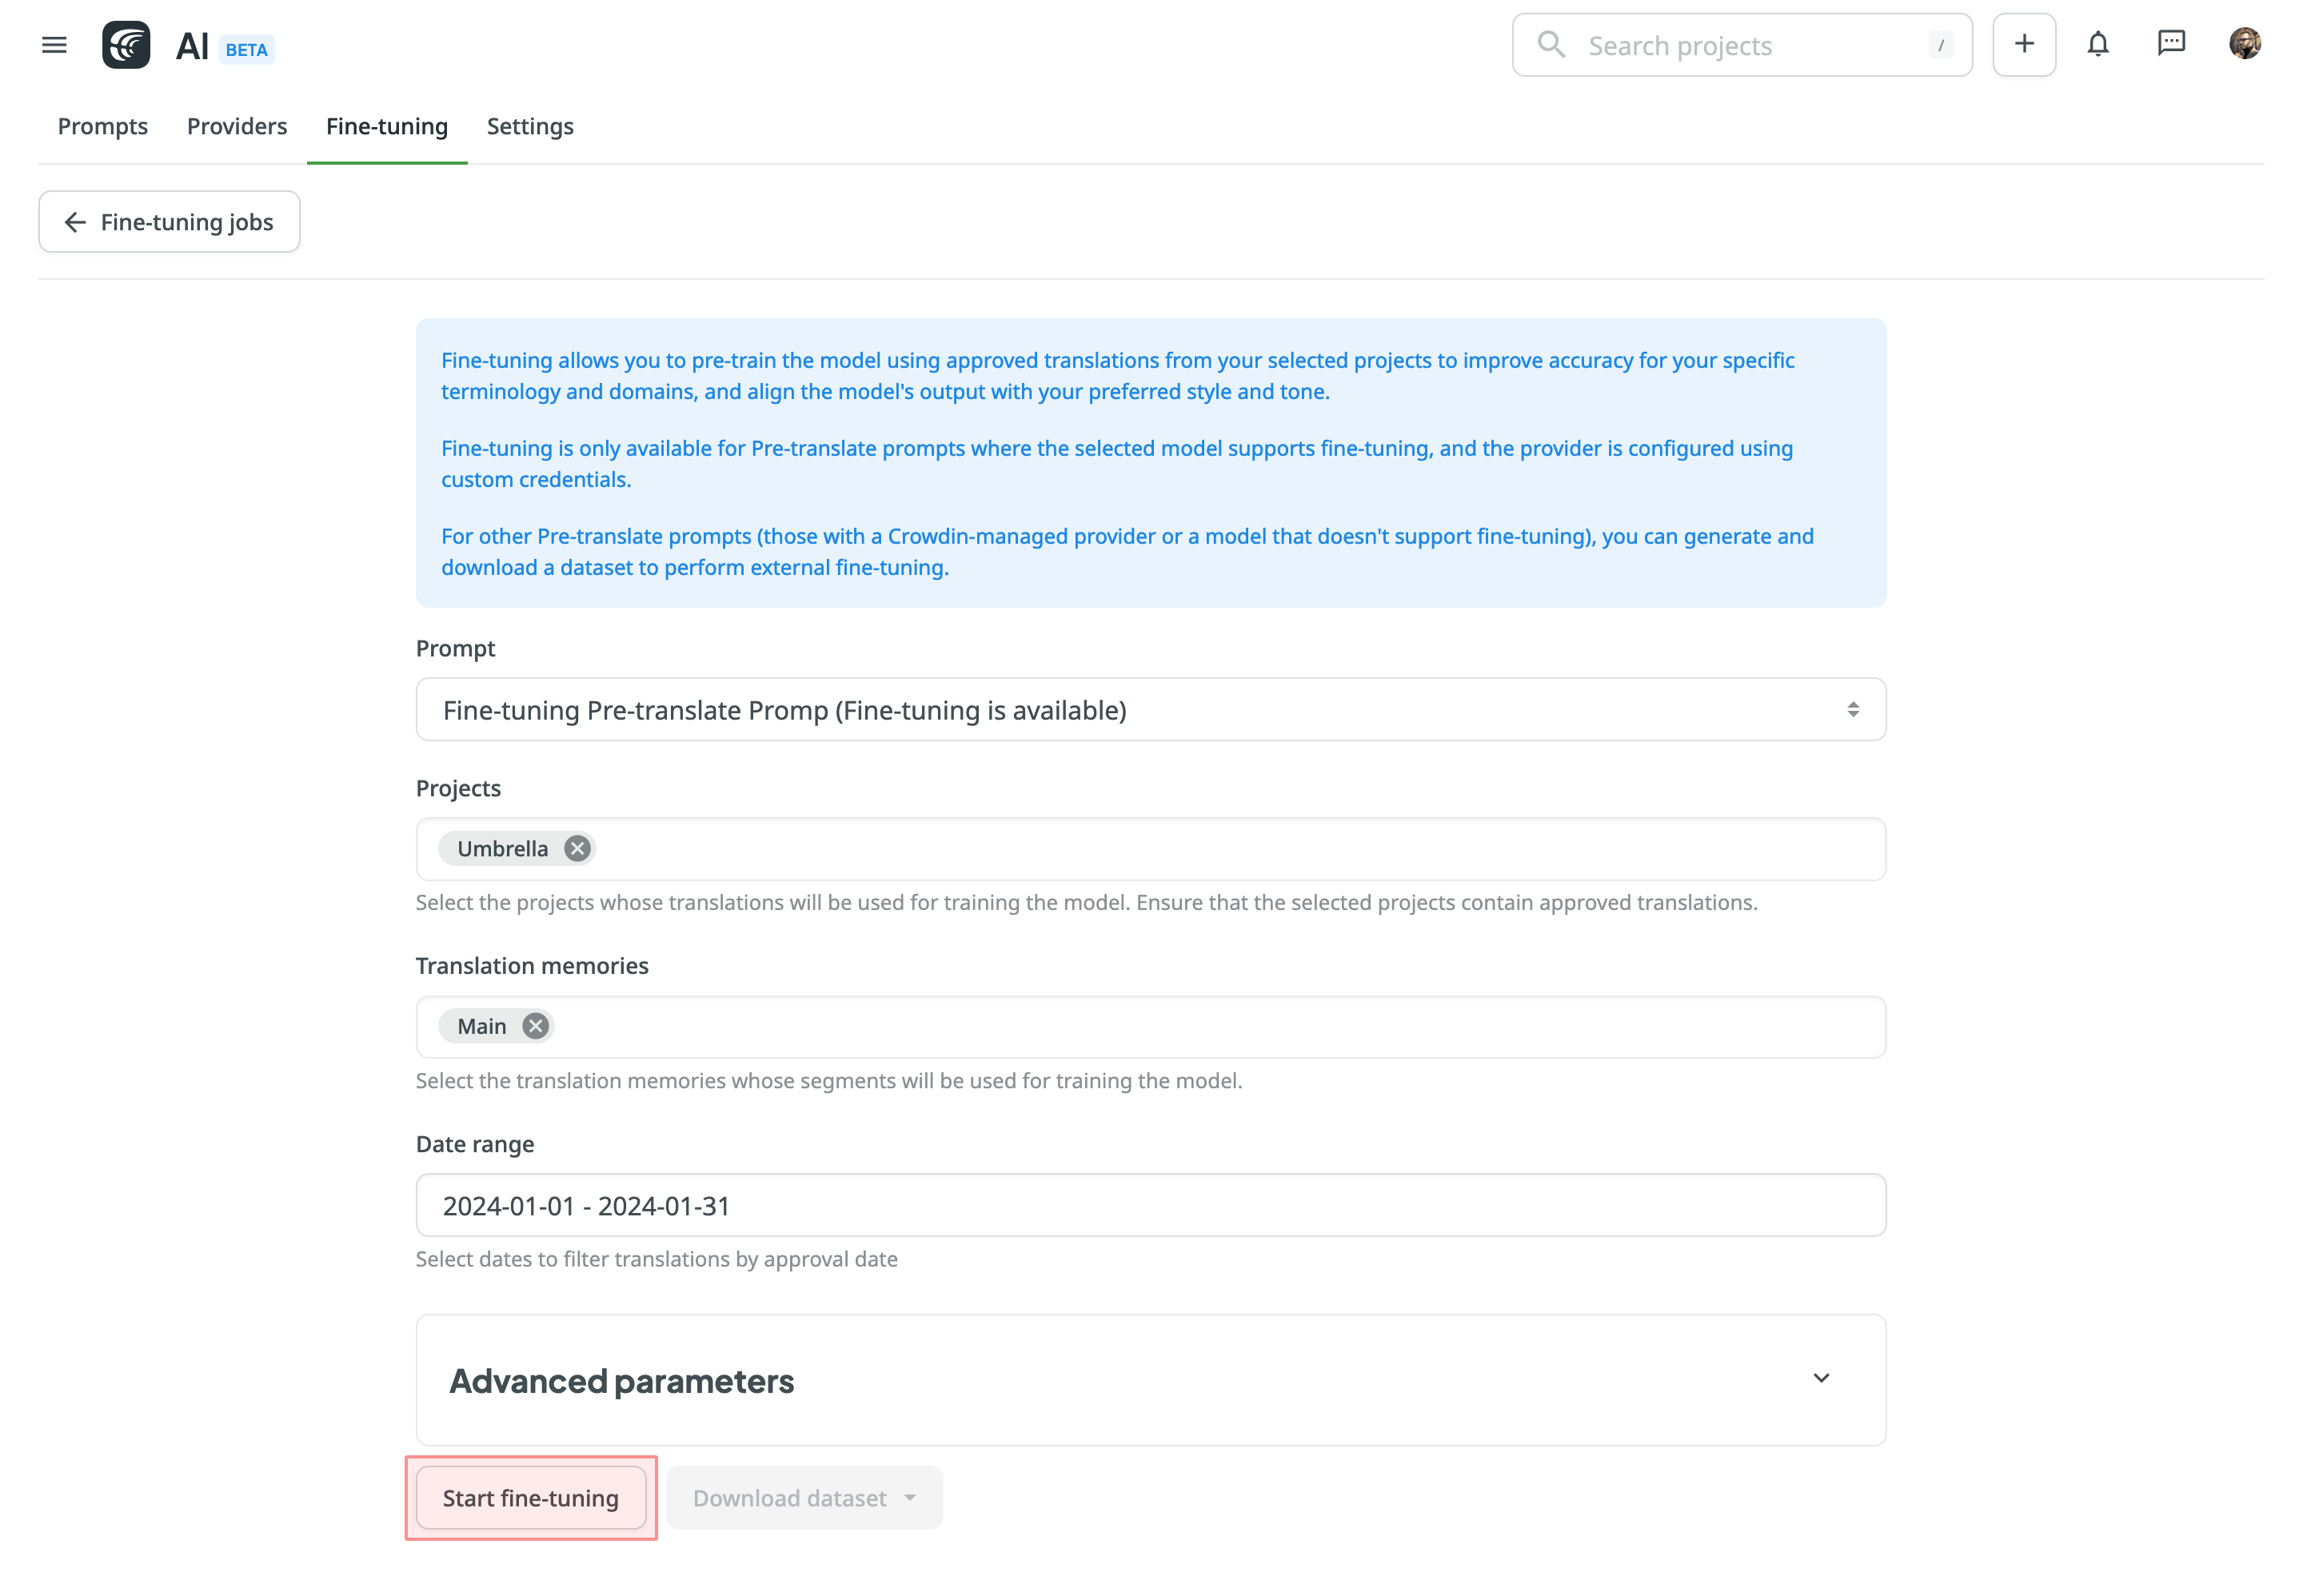 AI BETA
Search projects /
Prompts Providers Fine-tuning Settings
Fine-tuning jobs
Fine-tuning allows you to pre-train the model using approved translations from your selected projects to improve accuracy for your specific
terminology and domains, and align the model's output with your preferred style and tone.
Fine-tuning is only available for Pre-translate prompts where the selected model supports fine-tuning, and the provider is configured using
custom credentials.
For other Pre-translate prompts (those with a Crowdin-managed provider or a model that doesn't support fine-tuning), you can generate and
download a dataset to perform external fine-tuning.
Prompt
Fine-tuning Pre-translate Promp (Fine-tuning is available)
Projects
Umbrella
Select the projects whose translations will be used for training the model. Ensure that the selected projects contain approved translations.
Translation memories
Main
Select the translation memories whose segments will be used for training the model.
Date range
2024-01-01 - 2024-01-31
Select dates to filter translations by approval date
Advanced parameters
Start fine-tuning Download dataset